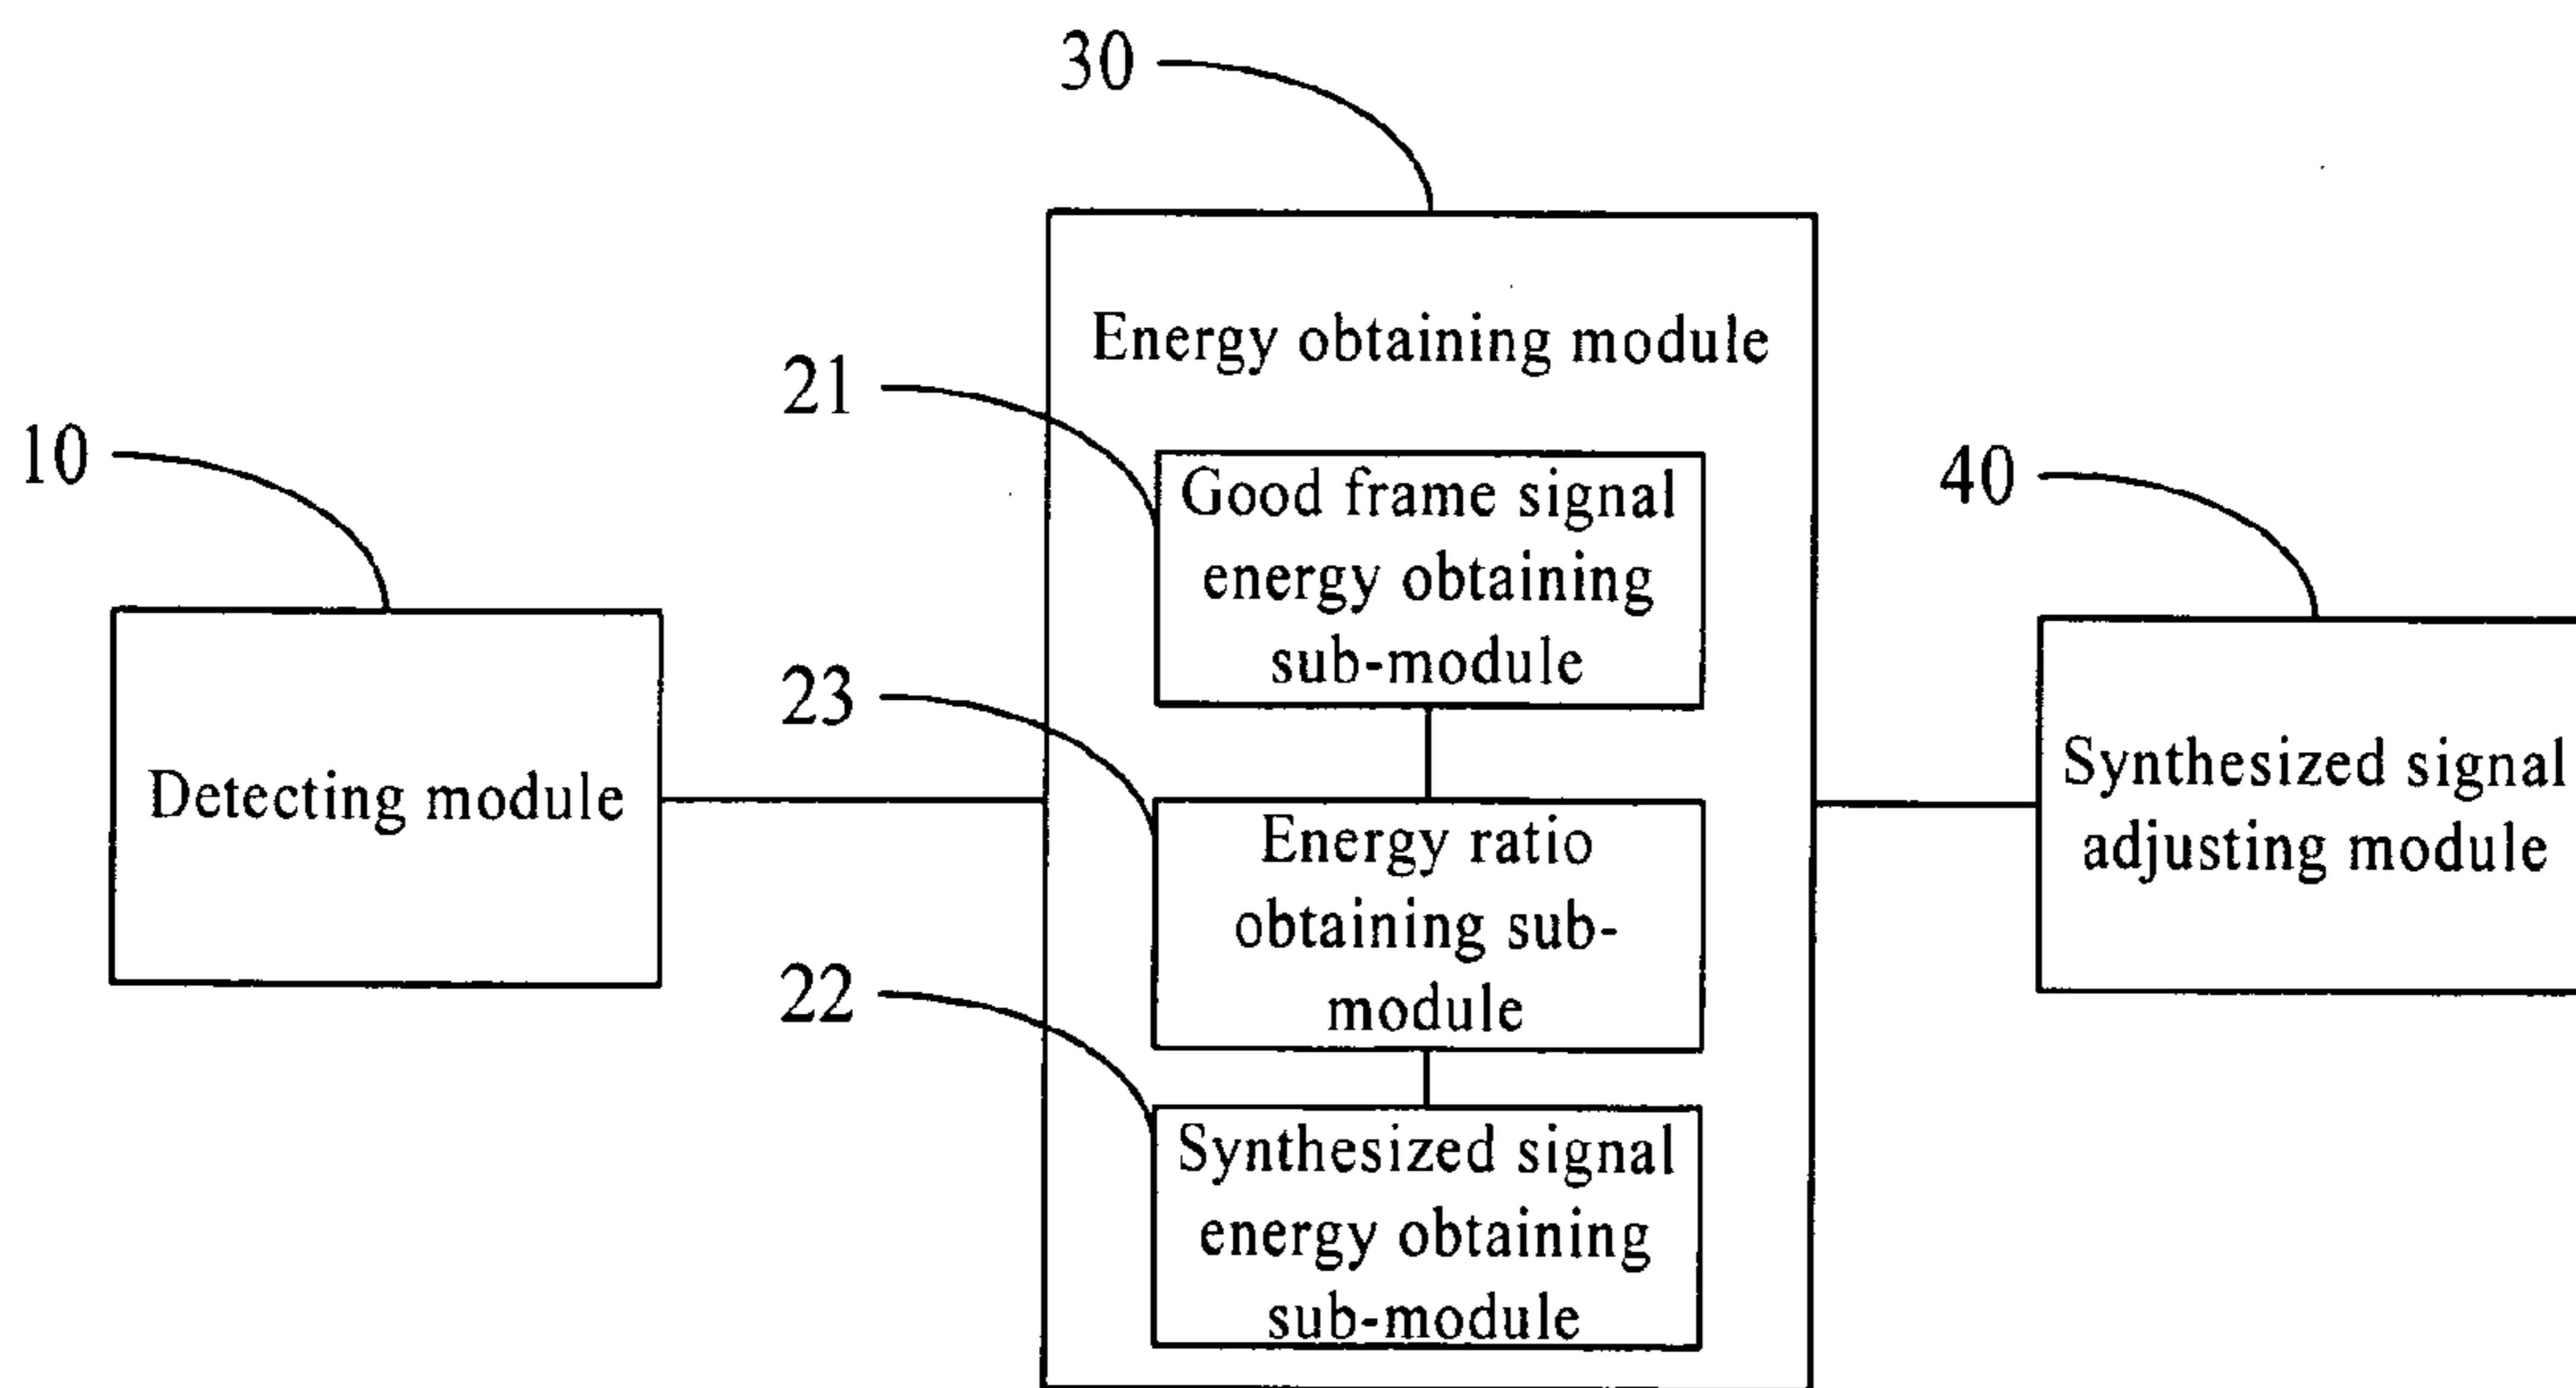 30
Energy obtaining module
21
10
Good frame signal
energy obtaining
sub-module
40
23
Detecting module
Energy ratio
obtaining sub-
module
Synthesized signal
adjusting module
22
Synthesized signal
energy obtaining
sub-module